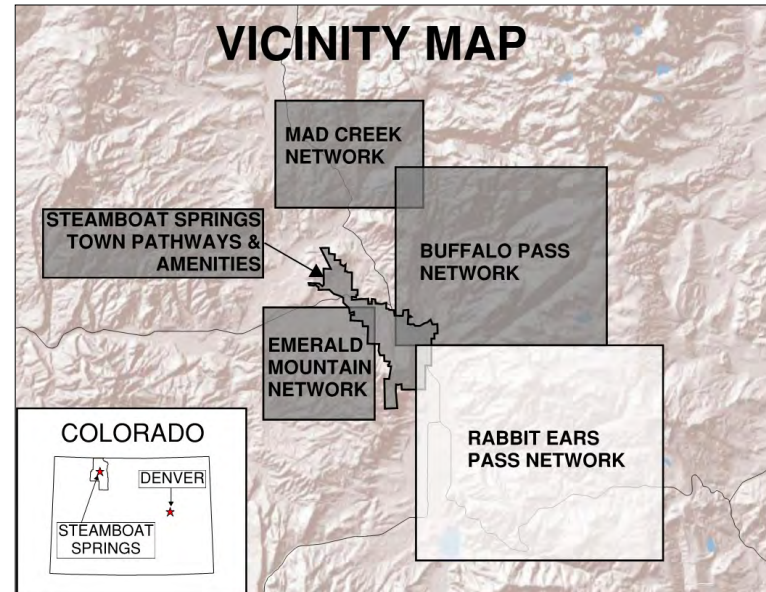 VICINITY MAP
MAD CREEK
NETWORK
STEAMBOAT SPRINGS
TOWN PATHWAYS &
AMENITIES
BUFFALO PASS
NETWORK
EMERALD
MOUNTAIN
NETWORK
RABBIT EARS
PASS NETWORK
COLORADO
DENVER
STEAMBOAT
SPRINGS